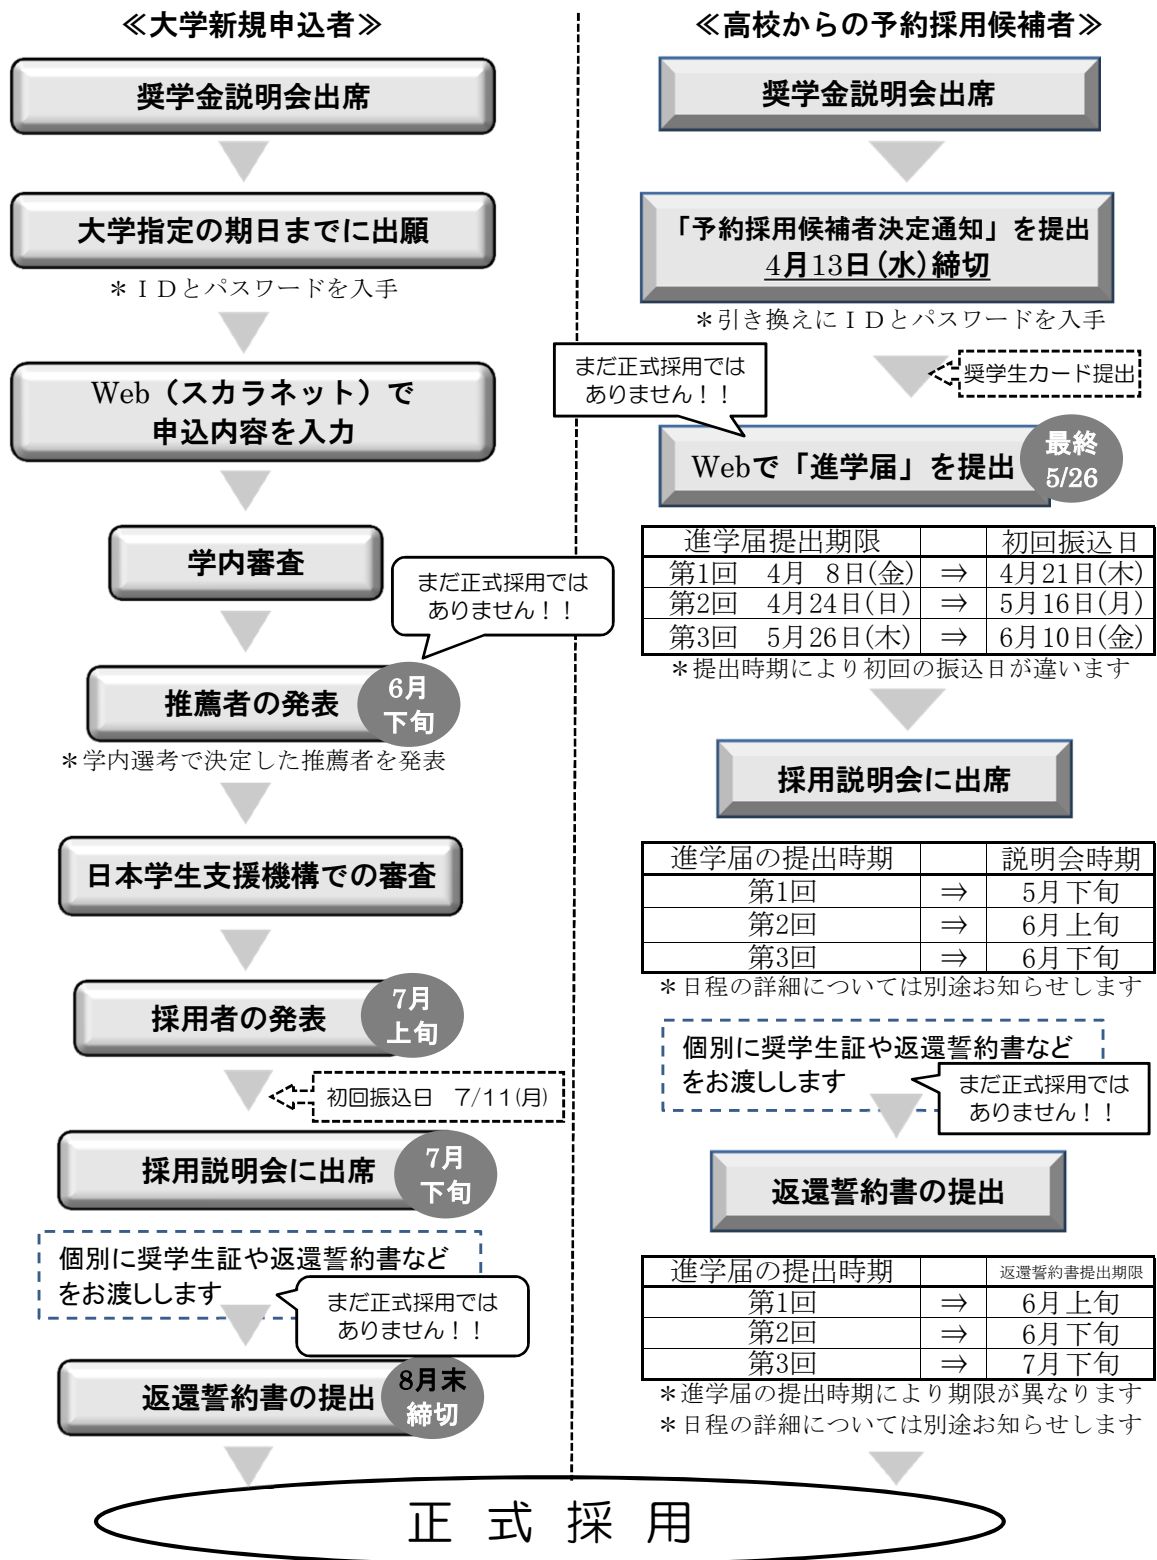 ≪大学新規申込者≫
奨学金説明会出席
大学指定の期日までに出願
＊ＩＤとパスワードを入手
Web（スカラネット）で
申込内容を入力
学内審査
まだ正式採用では
ありません！！
推薦者の発表
6月
下旬
＊学内選考で決定した推薦者を発表
日本学生支援機構での審査
採用者の発表
7月
上旬
初回振込日　7/11(月)
採用説明会に出席
7月
下旬
個別に奨学生証や返還誓約書など
をお渡しします
まだ正式採用では
ありません！！
返還誓約書の提出
8月末
締切
≪高校からの予約採用候補者≫
奨学金説明会出席
「予約採用候補者決定通知」を提出
4月13日(水)締切
＊引き換えにＩＤとパスワードを入手
まだ正式採用では
ありません！！
奨学生カード提出
Webで「進学届」を提出
最終
5/26
進学届提出期限　初回振込日
第1回　4月　8日(金)　⇒　4月21日(木)
第2回　4月24日(日)　⇒　5月16日(月)
第3回　5月26日(木)　⇒　6月10日(金)
＊提出時期により初回の振込日が違います
採用説明会に出席
進学届の提出時期　説明会時期
第1回　⇒　5月下旬
第2回　⇒　6月上旬
第3回　⇒　6月下旬
＊日程の詳細については別途お知らせします
個別に奨学生証や返還誓約書など
をお渡しします
まだ正式採用では
ありません！！
返還誓約書の提出
進学届の提出時期　返還誓約書提出期限
第1回　⇒　6月上旬
第2回　⇒　6月下旬
第3回　⇒　7月下旬
＊進学届の提出時期により期限が異なります
＊日程の詳細については別途お知らせします
正式採用